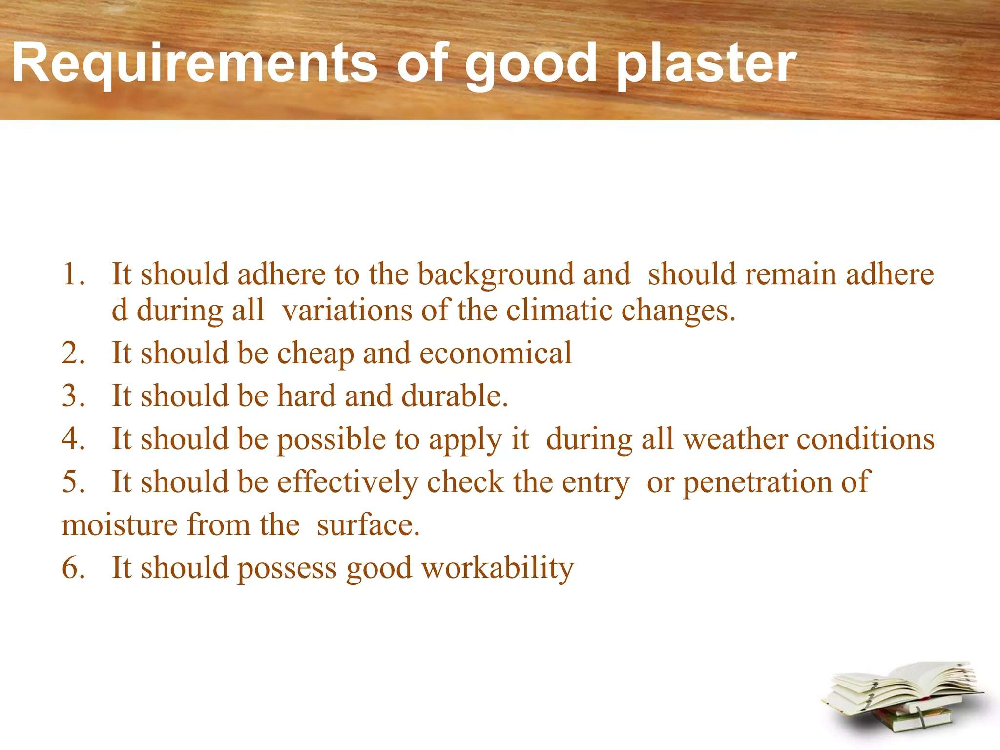 Requirements of good plaster
1. It should adhere to the background and  should remain adhere
d during all  variations of the climatic changes.
2. It should be cheap and economical
3. It should be hard and durable.
4. It should be possible to apply it  during all weather conditions
5. It should be effectively check the entry  or penetration of
moisture from the  surface.
6. It should possess good workability